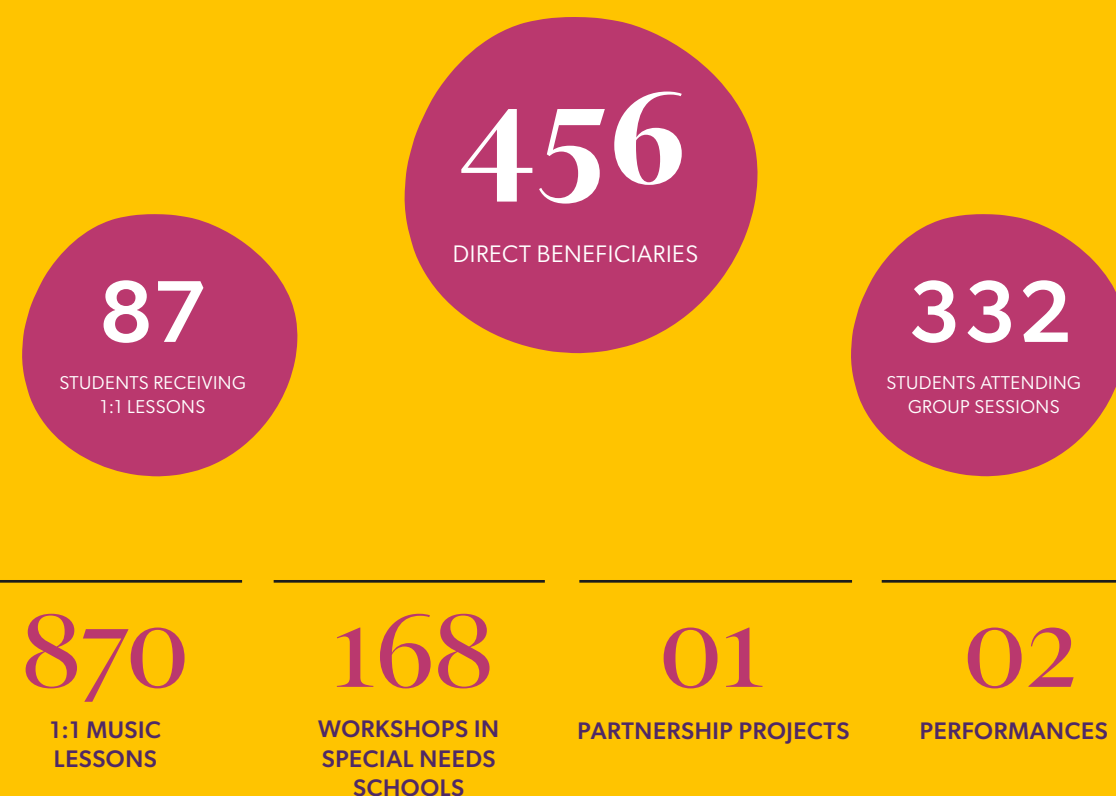 456
DIRECT BENEFICIARIES
87
STUDENTS RECEIVING
1:1 LESSONS
332
STUDENTS ATTENDING
GROUP SESSIONS
870
1:1 MUSIC
LESSONS
168
WORKSHOPS IN
SPECIAL NEEDS
SCHOOLS
01
PARTNERSHIP PROJECTS
02
PERFORMANCES